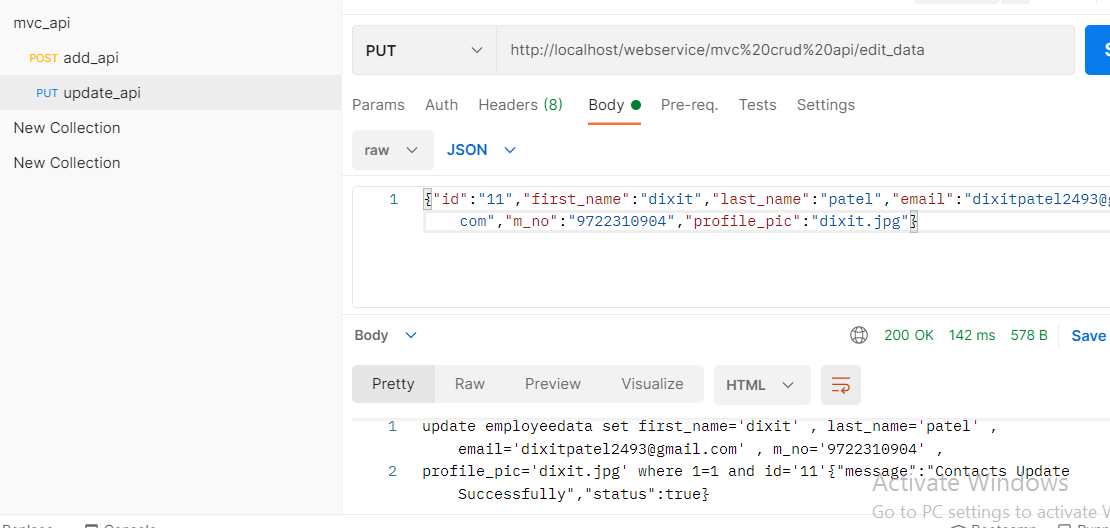 mvc_api
POST add_api
PUT update_api
New Collection
New Collection
PUT
http://localhost/webservice/mvc%20crud%20api/edit_data
Params Auth Headers (8) Body Pre-req. Tests Settings
raw JSON
1 {"id":"11","first_name":"dixit","last_name":"patel","email":"dixitpatel2493@g
com","m_no":"9722310904","profile_pic":"dixit.jpg"}
Body 200 OK 142 ms 578 B Save
Pretty Raw Preview Visualize HTML
1 update employeedata set first_name='dixit' , last_name='patel' ,
email='dixitpatel2493@gmail.com' , m_no='9722310904' ,
2 profile_pic='dixit.jpg' where 1=1 and id='11'{"message":"Contacts Update
Successfully","status":true}
Activate Windows
Go to PC settings to activate W
Console
Bootcamp